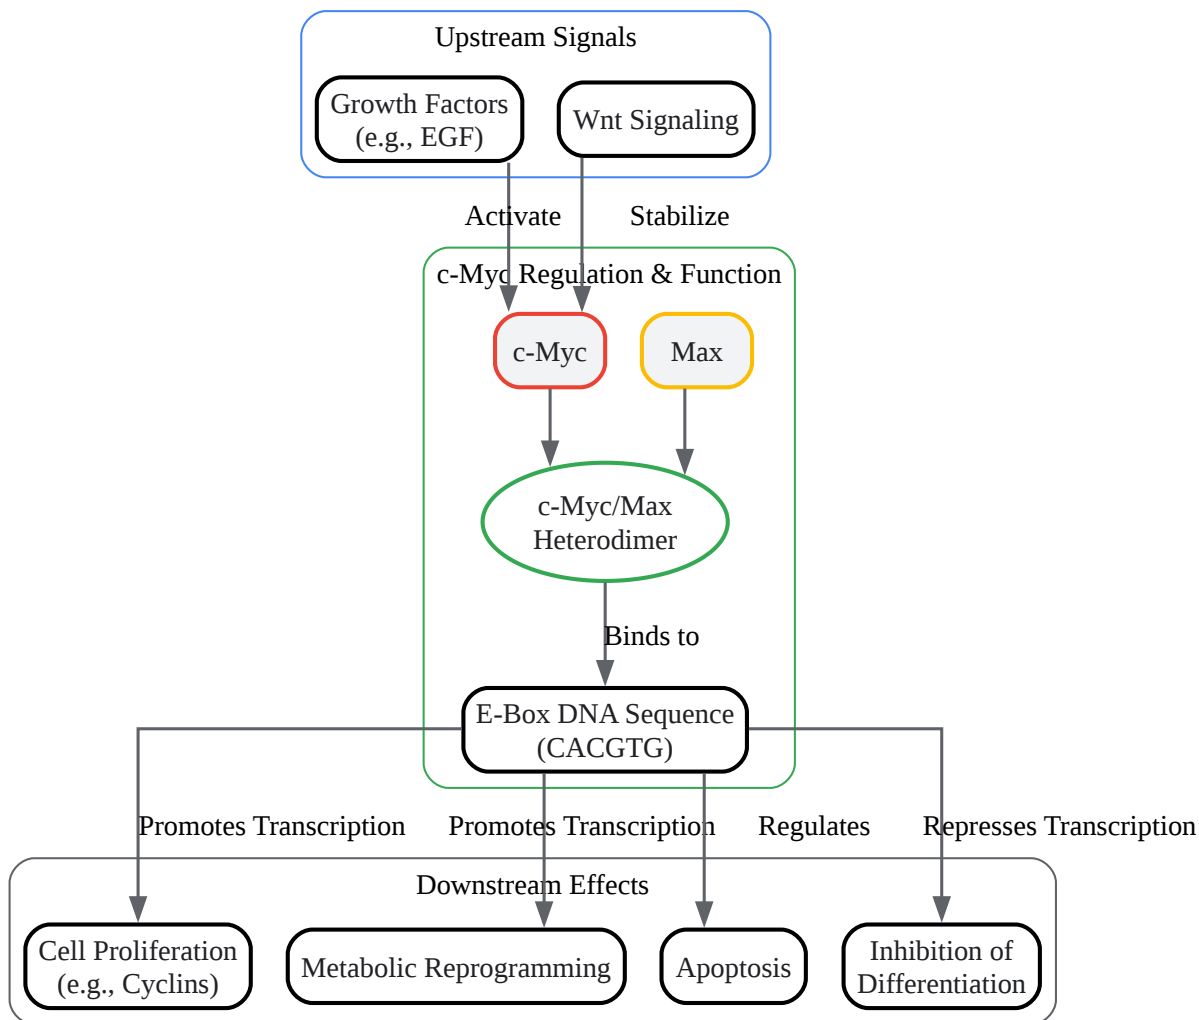 Upstream Signals
Growth Factors
(e.g., EGF)
Wnt Signaling
Activate
Stabilize
c-Myc Regulation & Function
c-Myc
Max
c-Myc/Max
Heterodimer
Binds to
E-Box DNA Sequence
(CACGTG)
Promotes Transcription
Promotes Transcription
Regulates
Represses Transcription
Downstream Effects
Cell Proliferation
(e.g., Cyclins)
Metabolic Reprogramming
Apoptosis
Inhibition of
Differentiation